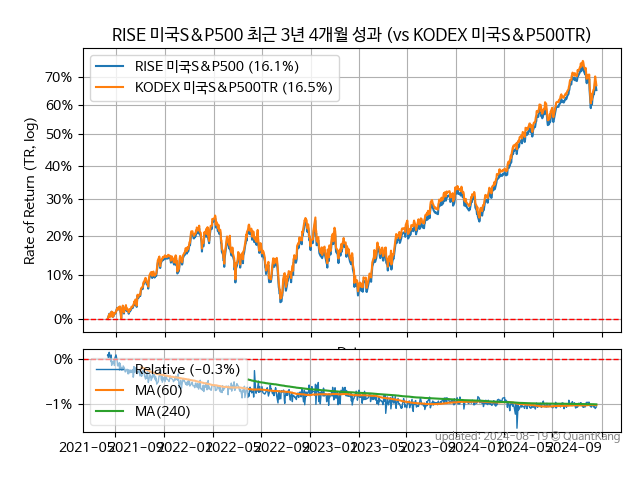 RISE 미국S&P500 최근 3년 4개월 성과 (vs KODEX 미국S&P500TR)
RISE 미국S&P500 (16.1%)
KODEX 미국S&P500TR (16.5%)
Rate of Return (TR, log)
70%
60%
50%
40%
30%
20%
10%
0%
0%
−1%
Relative (−0.3%)
MA(60)
MA(240)
updated: 2024-08-19 © QuantKang
2021-05
2021-09
2022-01
2022-05
2022-09
2023-01
2023-05
2023-09
2024-01
2024-05
2024-09